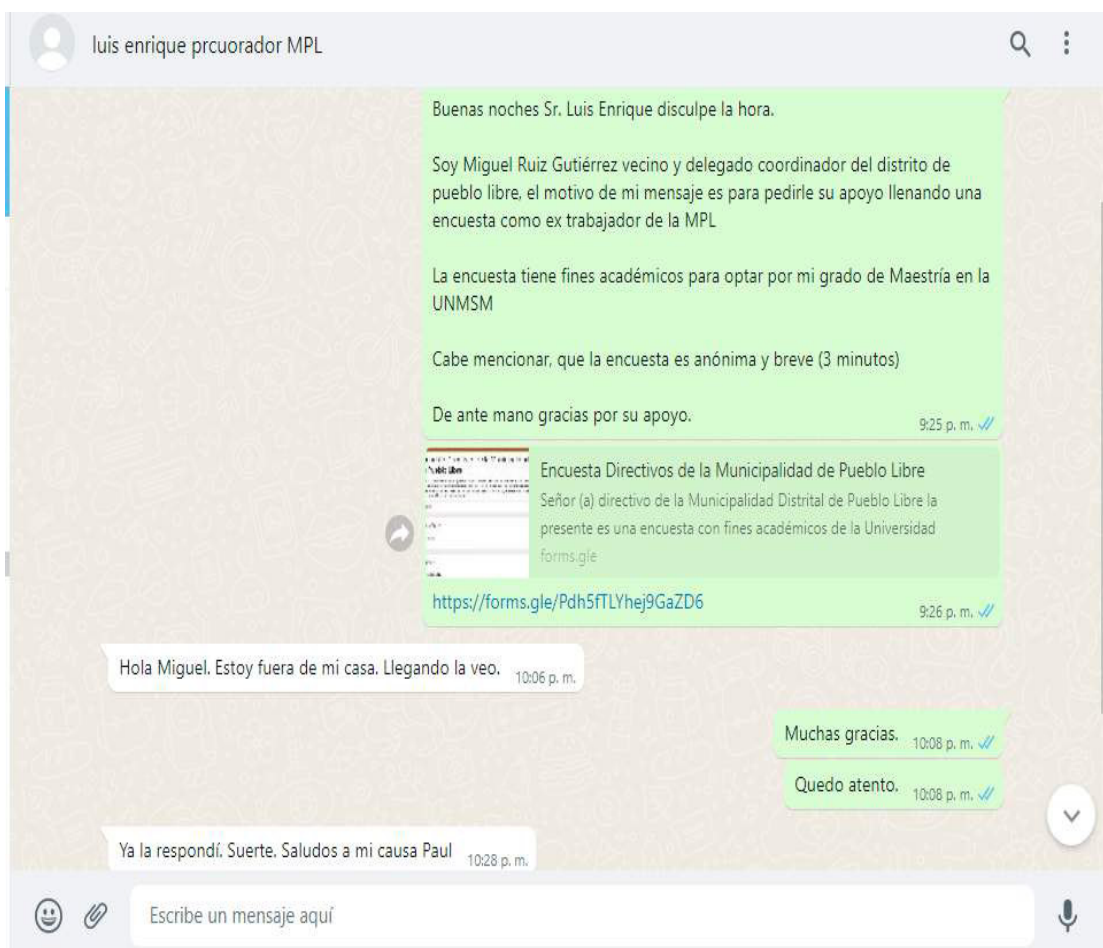 luis enrique prcuorador MPL
Buenas noches Sr. Luis Enrique disculpe la hora.
Soy Miguel Ruiz Gutiérrez vecino y delegado coordinador del distrito de
pueblo libre, el motivo de mi mensaje es para pedirle su apoyo llenando una
encuesta como ex trabajador de la MPL
La encuesta tiene fines académicos para optar por mi grado de Maestría en la
UNMSM
Cabe mencionar, que la encuesta es anónima y breve (3 minutos)
De ante mano gracias por su apoyo.
9:25 p. m.
Pueblo Libre
Encuesta Directivos de la Municipalidad de Pueblo Libre
Señor (a) directivo de la Municipalidad Distrital de Pueblo Libre la
presente es una encuesta con fines académicos de la Universidad
forms.gle
https://forms.gle/Pdh5fTLYhej9GaZD6
9:26 p. m.
Hola Miguel. Estoy fuera de mi casa. Llegando la veo.
10:06 p. m.
Muchas gracias.
10:08 p. m.
Quedo atento.
10:08 p. m.
Ya la respondí. Suerte. Saludos a mi causa Paul
10:28 p. m.
Escribe un mensaje aquí